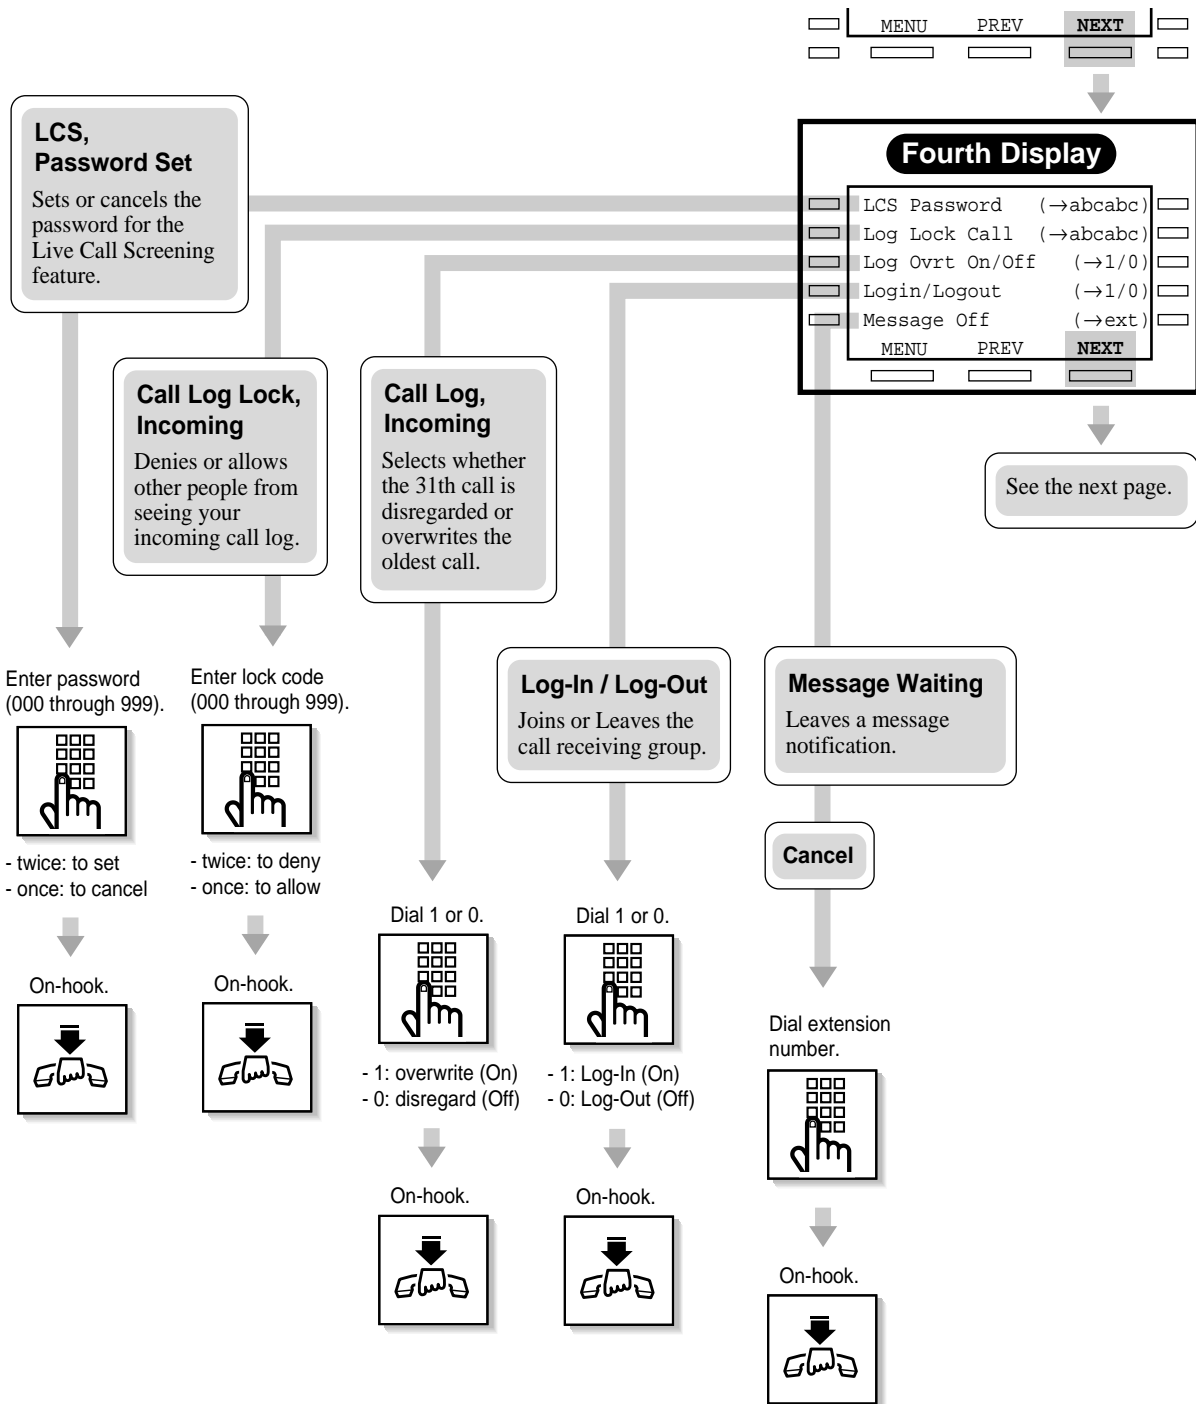 MENU PREV NEXT
Fourth Display
LCS Password (→abcabc)
Log Lock Call (→abcabc)
Log Ovrt On/Off (→1/0)
Login/Logout (→1/0)
Message Off (→ext)
MENU PREV NEXT
See the next page.
LCS,
Password Set
Sets or cancels the
password for the
Live Call Screening
feature.
Call Log Lock,
Incoming
Denies or allows
other people from
seeing your
incoming call log.
Call Log,
Incoming
Selects whether
the 31th call is
disregarded or
overwrites the
oldest call.
Log-In / Log-Out
Joins or Leaves the
call receiving group.
Message Waiting
Leaves a message
notification.
Cancel
Enter password
(000 through 999).
- twice: to set
- once: to cancel
On-hook.
Enter lock code
(000 through 999).
- twice: to deny
- once: to allow
On-hook.
Dial 1 or 0.
- 1: overwrite (On)
- 0: disregard (Off)
On-hook.
Dial 1 or 0.
- 1: Log-In (On)
- 0: Log-Out (Off)
On-hook.
Dial extension
number.
On-hook.